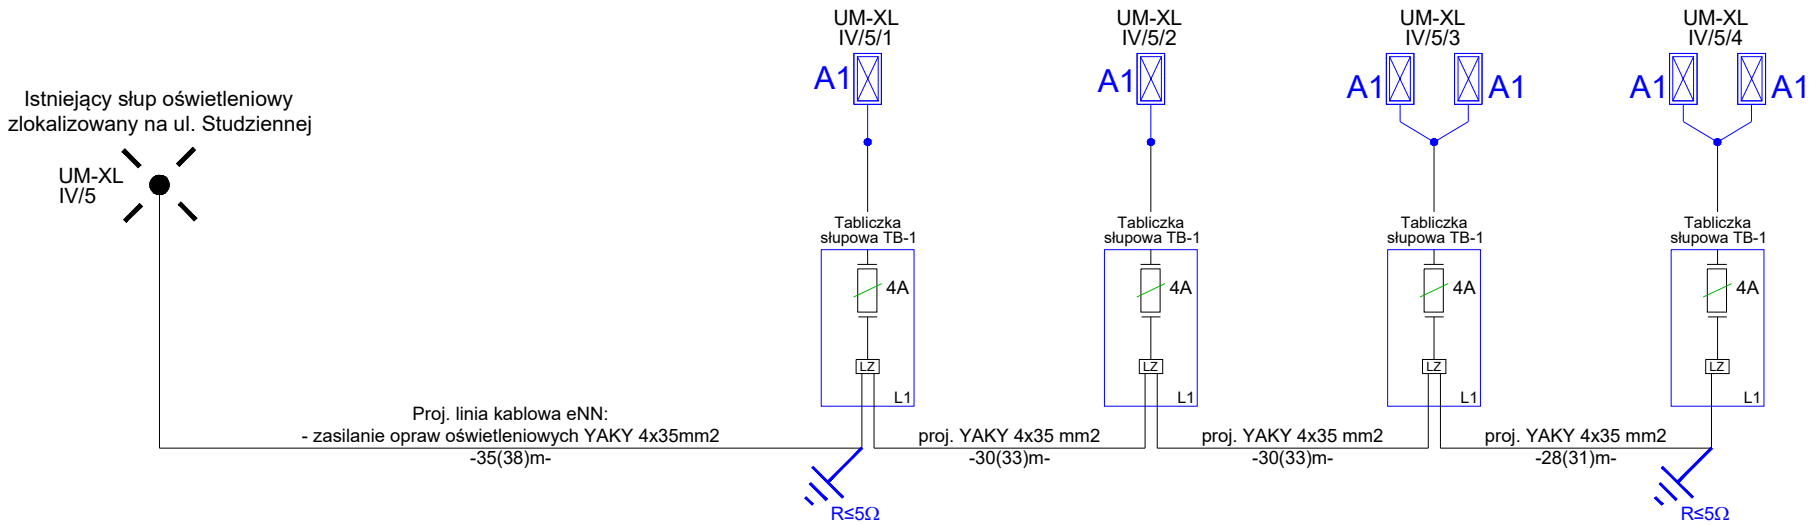 UM-XL
IV/5/1
A1
UM-XL
IV/5/2
A1
UM-XL
IV/5/3
A1
A1
UM-XL
IV/5/4
A1
A1
Istniejący słup oświetleniowy
zlokalizowany na ul. Studziennej
UM-XL
IV/5
Tabliczka
słupowa TB-1
4A
LZ
L1
Tabliczka
słupowa TB-1
4A
LZ
L1
Tabliczka
słupowa TB-1
4A
LZ
L1
Tabliczka
słupowa TB-1
4A
LZ
L1
Proj. linia kablowa eNN:
- zasilanie opraw oświetleniowych YAKY 4x35mm2
-35(38)m-
proj. YAKY 4x35 mm2
-30(33)m-
proj. YAKY 4x35 mm2
-30(33)m-
proj. YAKY 4x35 mm2
-28(31)m-
R≤5Ω
R≤5Ω